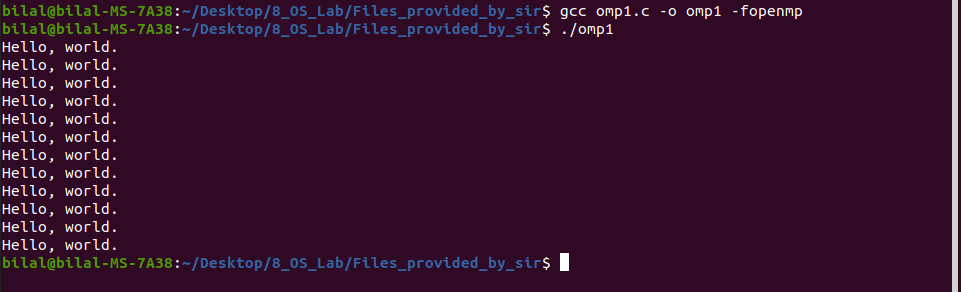 bilal@bilal-MS-7A38:~/Desktop/8_OS_Lab/Files_provided_by_sir$ gcc omp1.c -o omp1 -fopenmp
bilal@bilal-MS-7A38:~/Desktop/8_OS_Lab/Files_provided_by_sir$ ./omp1
Hello, world.
Hello, world.
Hello, world.
Hello, world.
Hello, world.
Hello, world.
Hello, world.
Hello, world.
Hello, world.
Hello, world.
Hello, world.
Hello, world.
bilal@bilal-MS-7A38:~/Desktop/8_OS_Lab/Files_provided_by_sir$